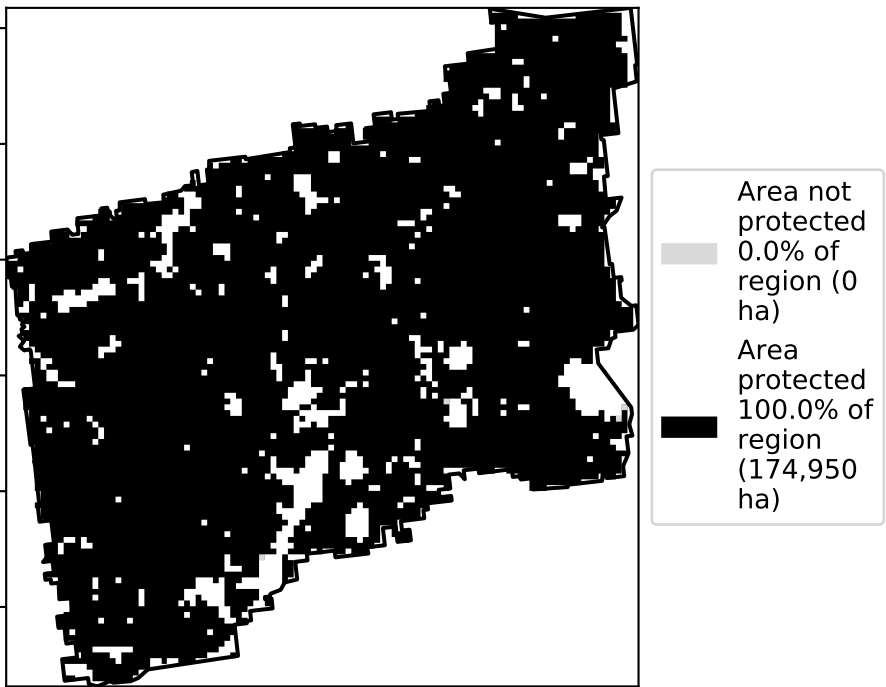 Area not
protected
0.0% of
region (0
ha)
Area
protected
100.0% of
region
(174,950
ha)